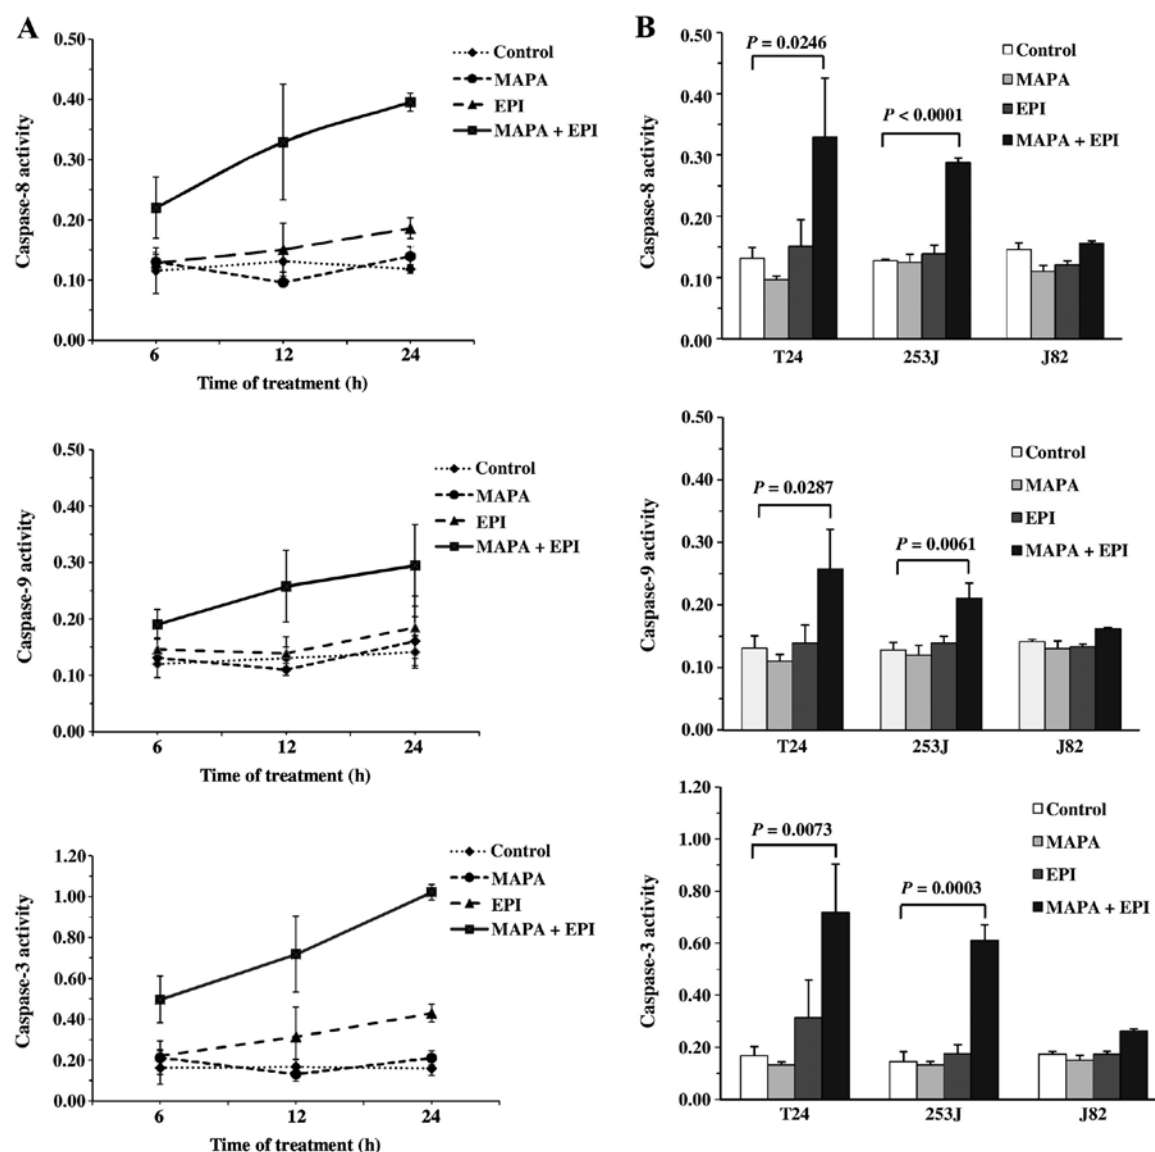 A
0.50
0.40
0.30
0.20
0.10
0.00
Caspase-8 activity
6
12
24
Time of treatment (h)
Control
MAPA
EPI
MAPA + EPI
B
0.50
0.40
0.30
0.20
0.10
0.00
Caspase-8 activity
P = 0.0246
P < 0.0001
Control
MAPA
EPI
MAPA + EPI
T24
253J
J82
0.50
0.40
0.30
0.20
0.10
0.00
Caspase-9 activity
6
12
24
Time of treatment (h)
Control
MAPA
EPI
MAPA + EPI
0.50
0.40
0.30
0.20
0.10
0.00
Caspase-9 activity
P = 0.0287
P = 0.0061
Control
MAPA
EPI
MAPA + EPI
T24
253J
J82
1.20
1.00
0.80
0.60
0.40
0.20
0.00
Caspase-3 activity
6
12
24
Time of treatment (h)
Control
MAPA
EPI
MAPA + EPI
1.20
1.00
0.80
0.60
0.40
0.20
0.00
Caspase-3 activity
P = 0.0073
P = 0.0003
Control
MAPA
EPI
MAPA + EPI
T24
253J
J82